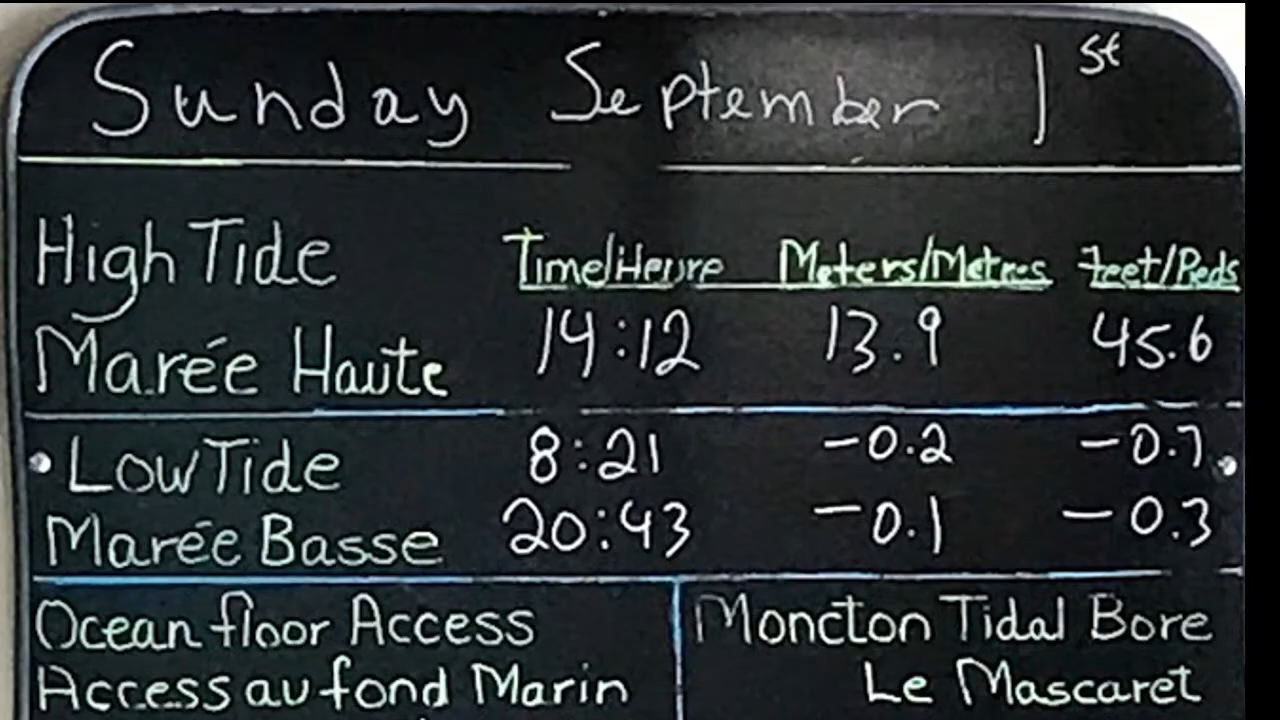 Sunday September 1st
High Tide Time/Heure Meters/Metres Feet/Pieds
Marée Haute 14:12 13.9 45.6
• Low Tide 8:21 -0.2 -0.7 •
Marée Basse 20:43 -0.1 -0.3
Ocean floor Access Moncton Tidal Bore
Access au fond Marin Le Mascaret